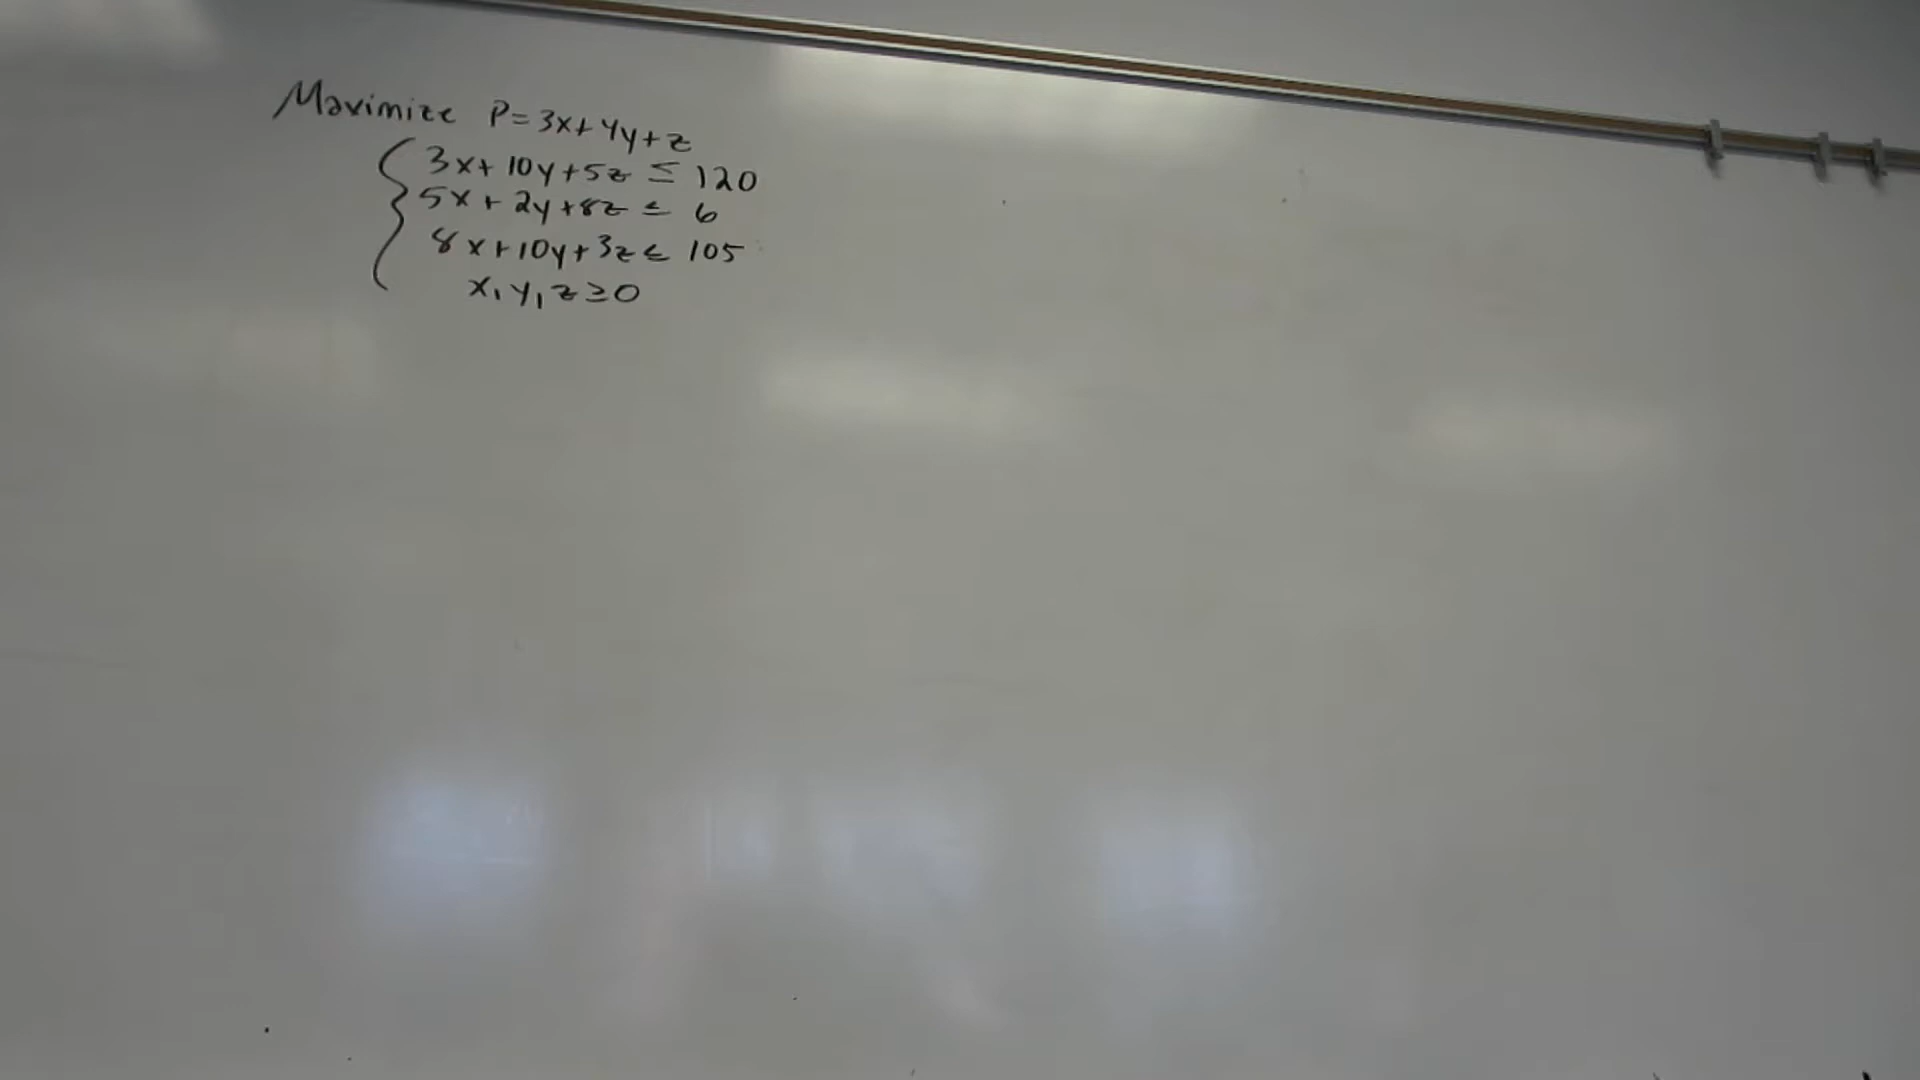 Maximize P=3x+4y+z
3x+10y+5z ≤ 120
5x+2y+8z ≤ 6
8x+10y+3z ≤ 105
x, y, z ≥ 0